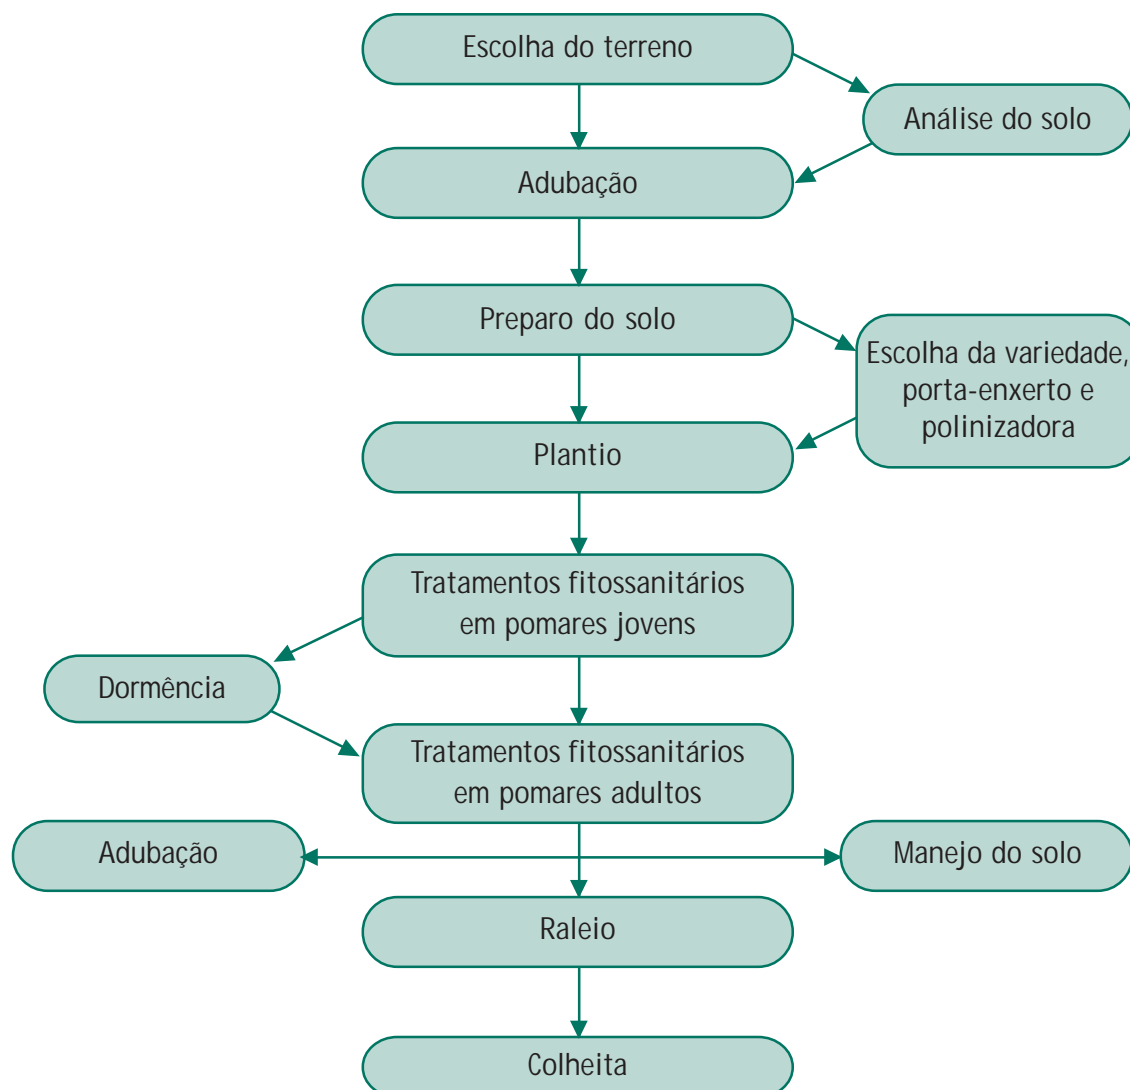 Escolha do terreno
Análise do solo
Adubação
Preparo do solo
Escolha da variedade,
porta-enxerto e
polinizadora
Plantio
Tratamentos fitossanitários
em pomares jovens
Dormência
Tratamentos fitossanitários
em pomares adultos
Adubação
Manejo do solo
Raleio
Colheita